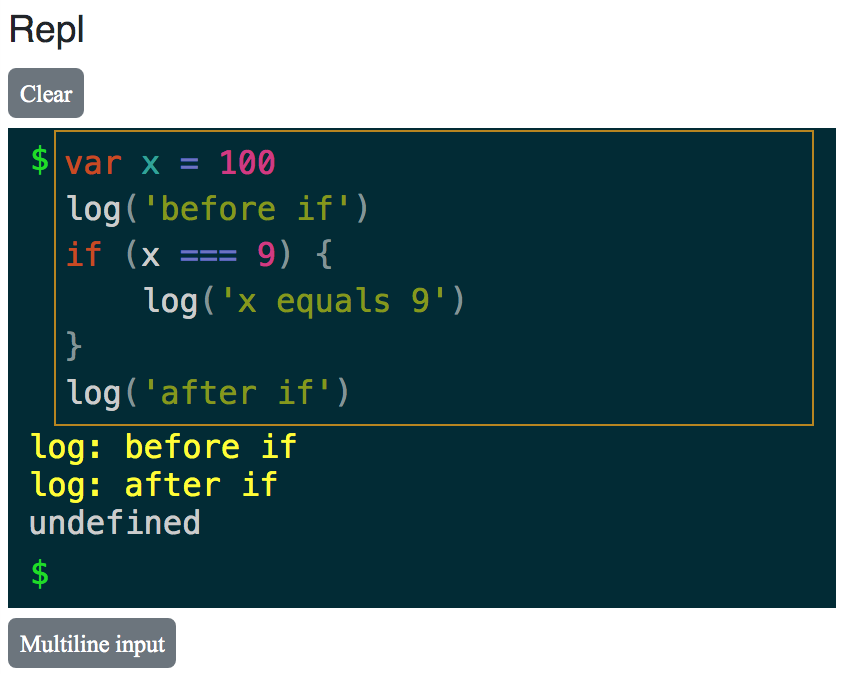 Repl
Clear
$ var x = 100
log('before if')
if (x === 9) {
    log('x equals 9')
}
log('after if')
log: before if
log: after if
undefined
$
Multiline input